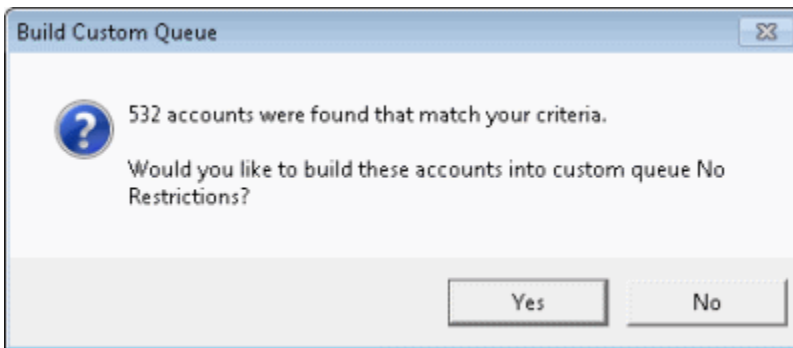 Build Custom Queue
532 accounts were found that match your criteria.
Would you like to build these accounts into custom queue No
Restrictions?
Yes
No